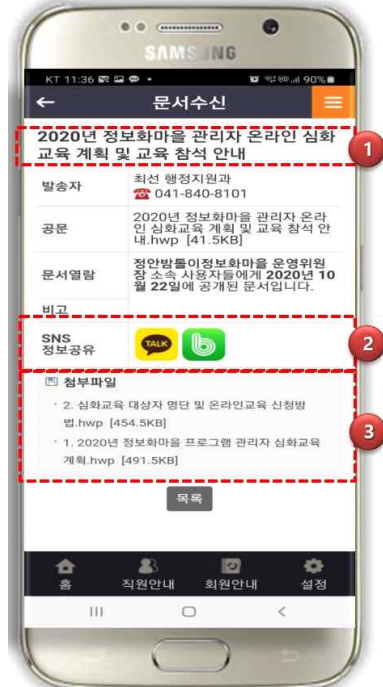 SAMSUNG
KT 11:36
90%
문서수신
2020년 정보화마을 관리자 온라인 심화
교육 계획 및 교육 참석 안내
1
발송자
최선 행정지원과
☎ 041-840-8101
공문
2020년 정보화마을 관리자 온라
인 심화교육 계획 및 교육 참석 안
내.hwp [41.5KB]
문서열람
정안밤톨이정보화마을 운영위원
장 소속 사용자들에게 2020년 10
월 22일에 공개된 문서입니다.
비고
SNS
정보공유
TALK
b
2
첨부파일
3
2. 심화교육 대상자 명단 및 온라인교육 신청방
법.hwp [454.5KB]
1. 2020년 정보화마을 프로그램 관리자 심화교육
계획.hwp [491.5KB]
목록
홈 직원안내 회원안내 설정